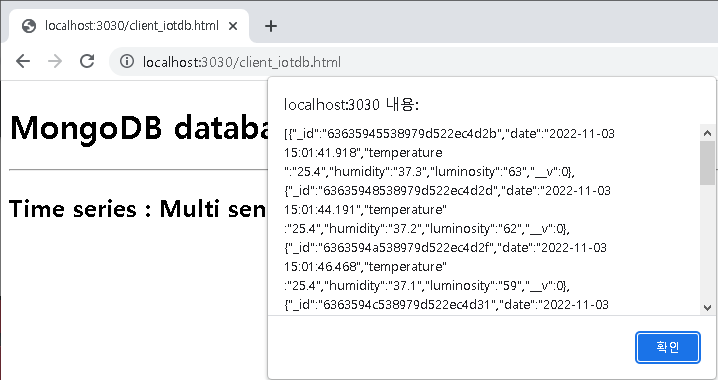 localhost:3030/client_iotdb.html
localhost:3030/client_iotdb.html
MongoDB databa
Time series : Multi sen
localhost:3030 내용:
[{"_id":"63635945538979d522ec4d2b","date":"2022-11-03
15:01:41.918","temperature
":"25.4","humidity":"37.3","luminosity":"63","__v":0},
{"_id":"63635948538979d522ec4d2d","date":"2022-11-03
15:01:44.191","temperature"
:"25.4","humidity":"37.2","luminosity":"62","__v":0},
{"_id":"6363594a538979d522ec4d2f","date":"2022-11-03
15:01:46.468","temperature"
:"25.4","humidity":"37.1","luminosity":"59","__v":0},
{"_id":"6363594c538979d522ec4d31","date":"2022-11-03
확인